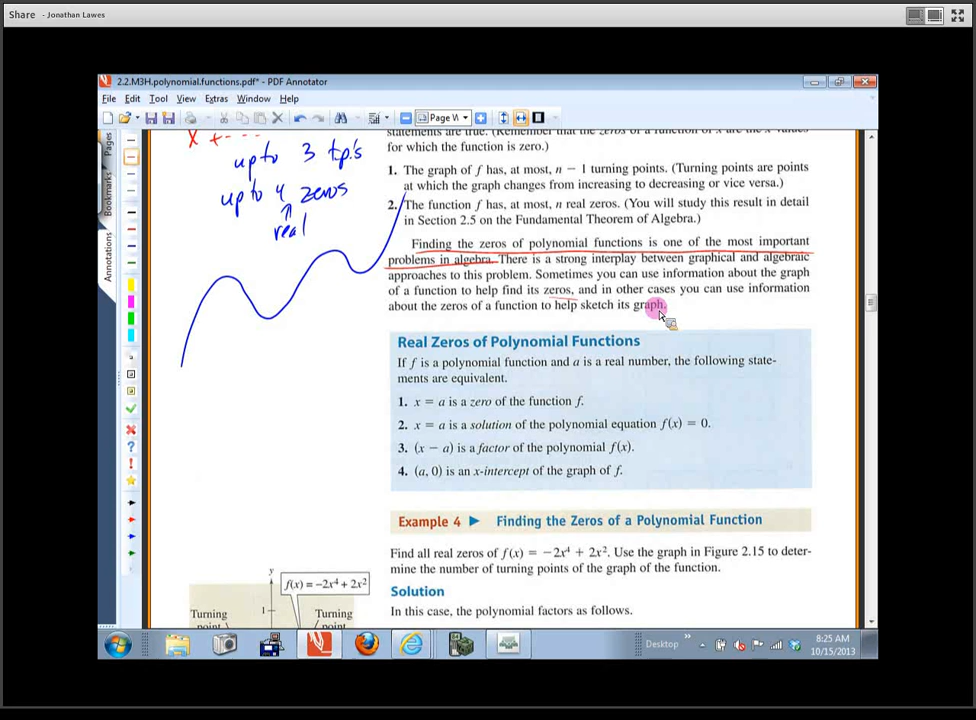 Share - Jonathan Lawes
2.2.M3H.polynomial.functions.pdf* - PDF Annotator
File Edit Tool View Extras Window Help
Page W
Pages
Bookmarks
Annotations
x + - - -
up to 3 t.p.'s
up to 4 zeros
real
statements are true. (Remember that the zeros of a function of x are the x-values
for which the function is zero.)
1. The graph of f has, at most, n − 1 turning points. (Turning points are points
at which the graph changes from increasing to decreasing or vice versa.)
2. The function f has, at most, n real zeros. (You will study this result in detail
in Section 2.5 on the Fundamental Theorem of Algebra.)
Finding the zeros of polynomial functions is one of the most important
problems in algebra. There is a strong interplay between graphical and algebraic
approaches to this problem. Sometimes you can use information about the graph
of a function to help find its zeros, and in other cases you can use information
about the zeros of a function to help sketch its graph.
Real Zeros of Polynomial Functions
If f is a polynomial function and a is a real number, the following state-
ments are equivalent.
1. x = a is a zero of the function f.
2. x = a is a solution of the polynomial equation f(x) = 0.
3. (x − a) is a factor of the polynomial f(x).
4. (a, 0) is an x-intercept of the graph of f.
Example 4 ► Finding the Zeros of a Polynomial Function
Find all real zeros of f(x) = −2x⁴ + 2x². Use the graph in Figure 2.15 to deter-
mine the number of turning points of the graph of the function.
Solution
In this case, the polynomial factors as follows.
y
f(x) = −2x⁴ + 2x²
1
Turning
point
Turning
point
Desktop
8:25 AM
10/15/2013